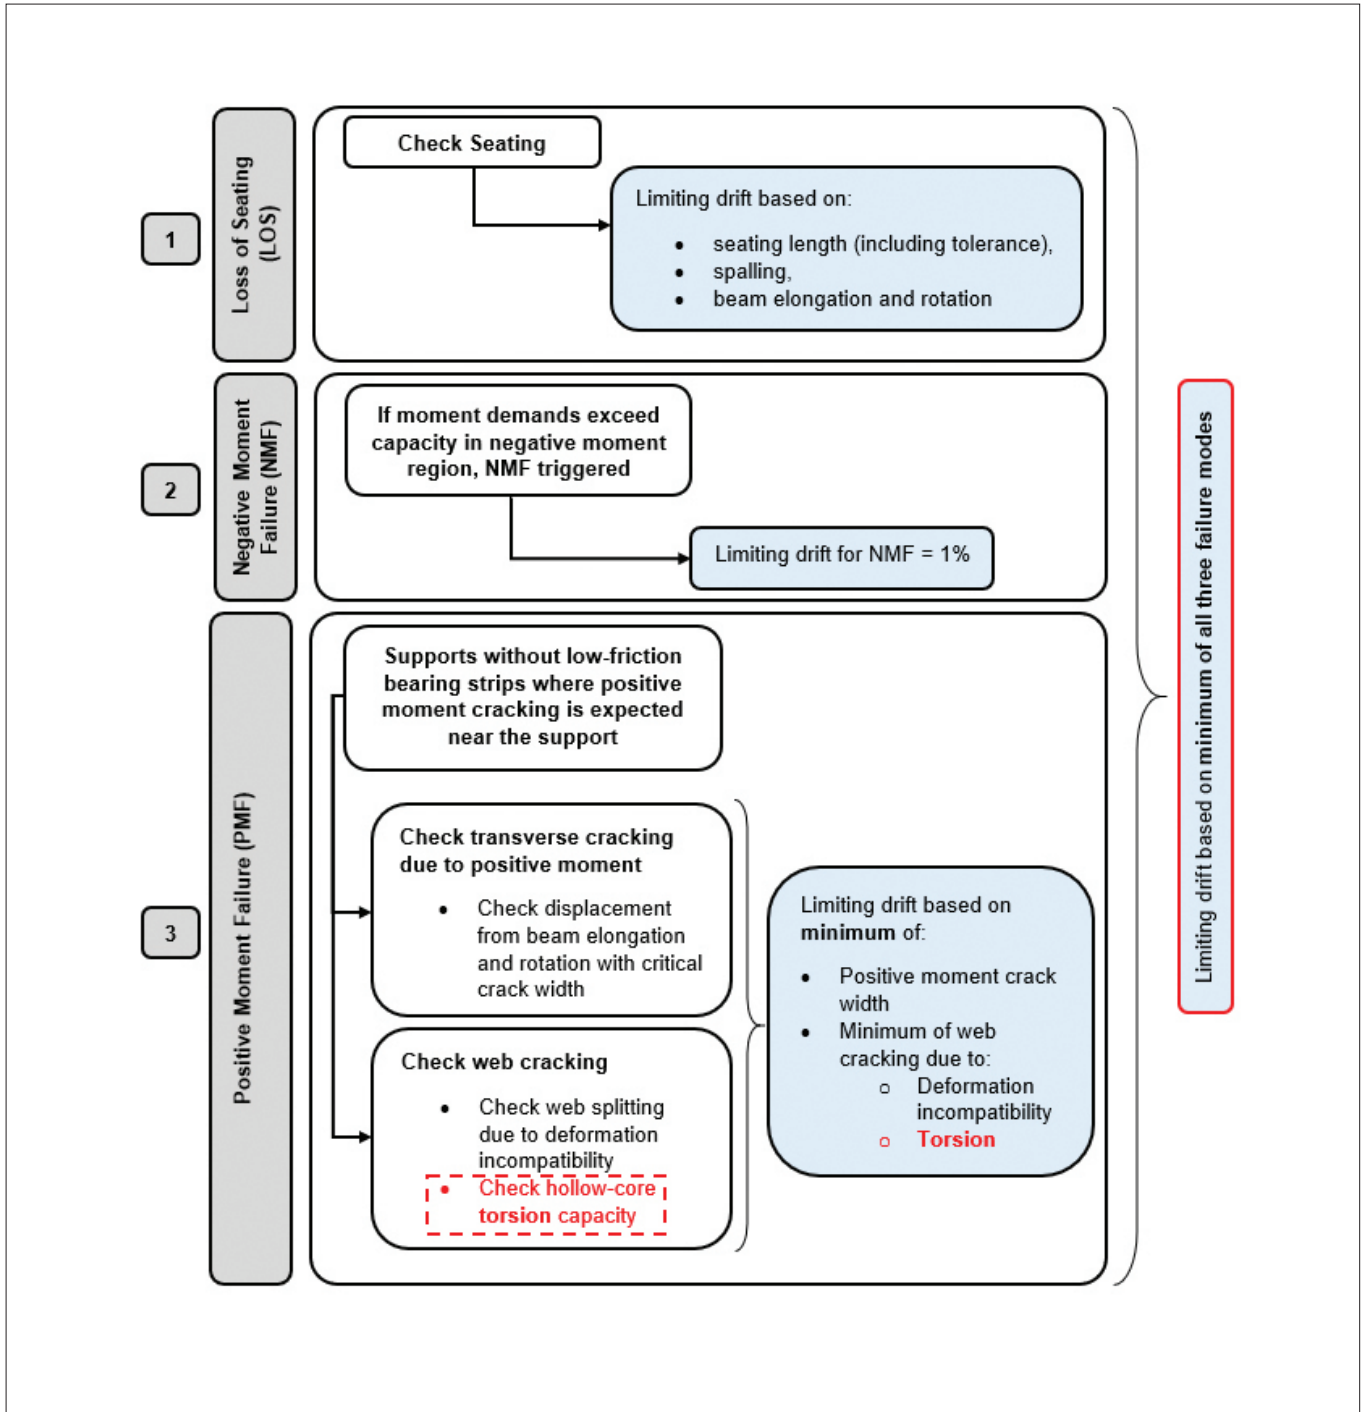 1
Loss of Seating
(LOS)
Check Seating
Limiting drift based on:
• seating length (including tolerance),
• spalling,
• beam elongation and rotation
2
Negative Moment
Failure (NMF)
If moment demands exceed
capacity in negative moment
region, NMF triggered
Limiting drift for NMF = 1%
3
Positive Moment Failure (PMF)
Supports without low-friction
bearing strips where positive
moment cracking is expected
near the support
Check transverse cracking
due to positive moment
• Check displacement
from beam elongation
and rotation with critical
crack width
Check web cracking
• Check web splitting
due to deformation
incompatibility
• Check hollow-core
torsion capacity
Limiting drift based on
minimum of:
• Positive moment crack
width
• Minimum of web
cracking due to:
o Deformation
incompatibility
o Torsion
Limiting drift based on minimum of all three failure modes